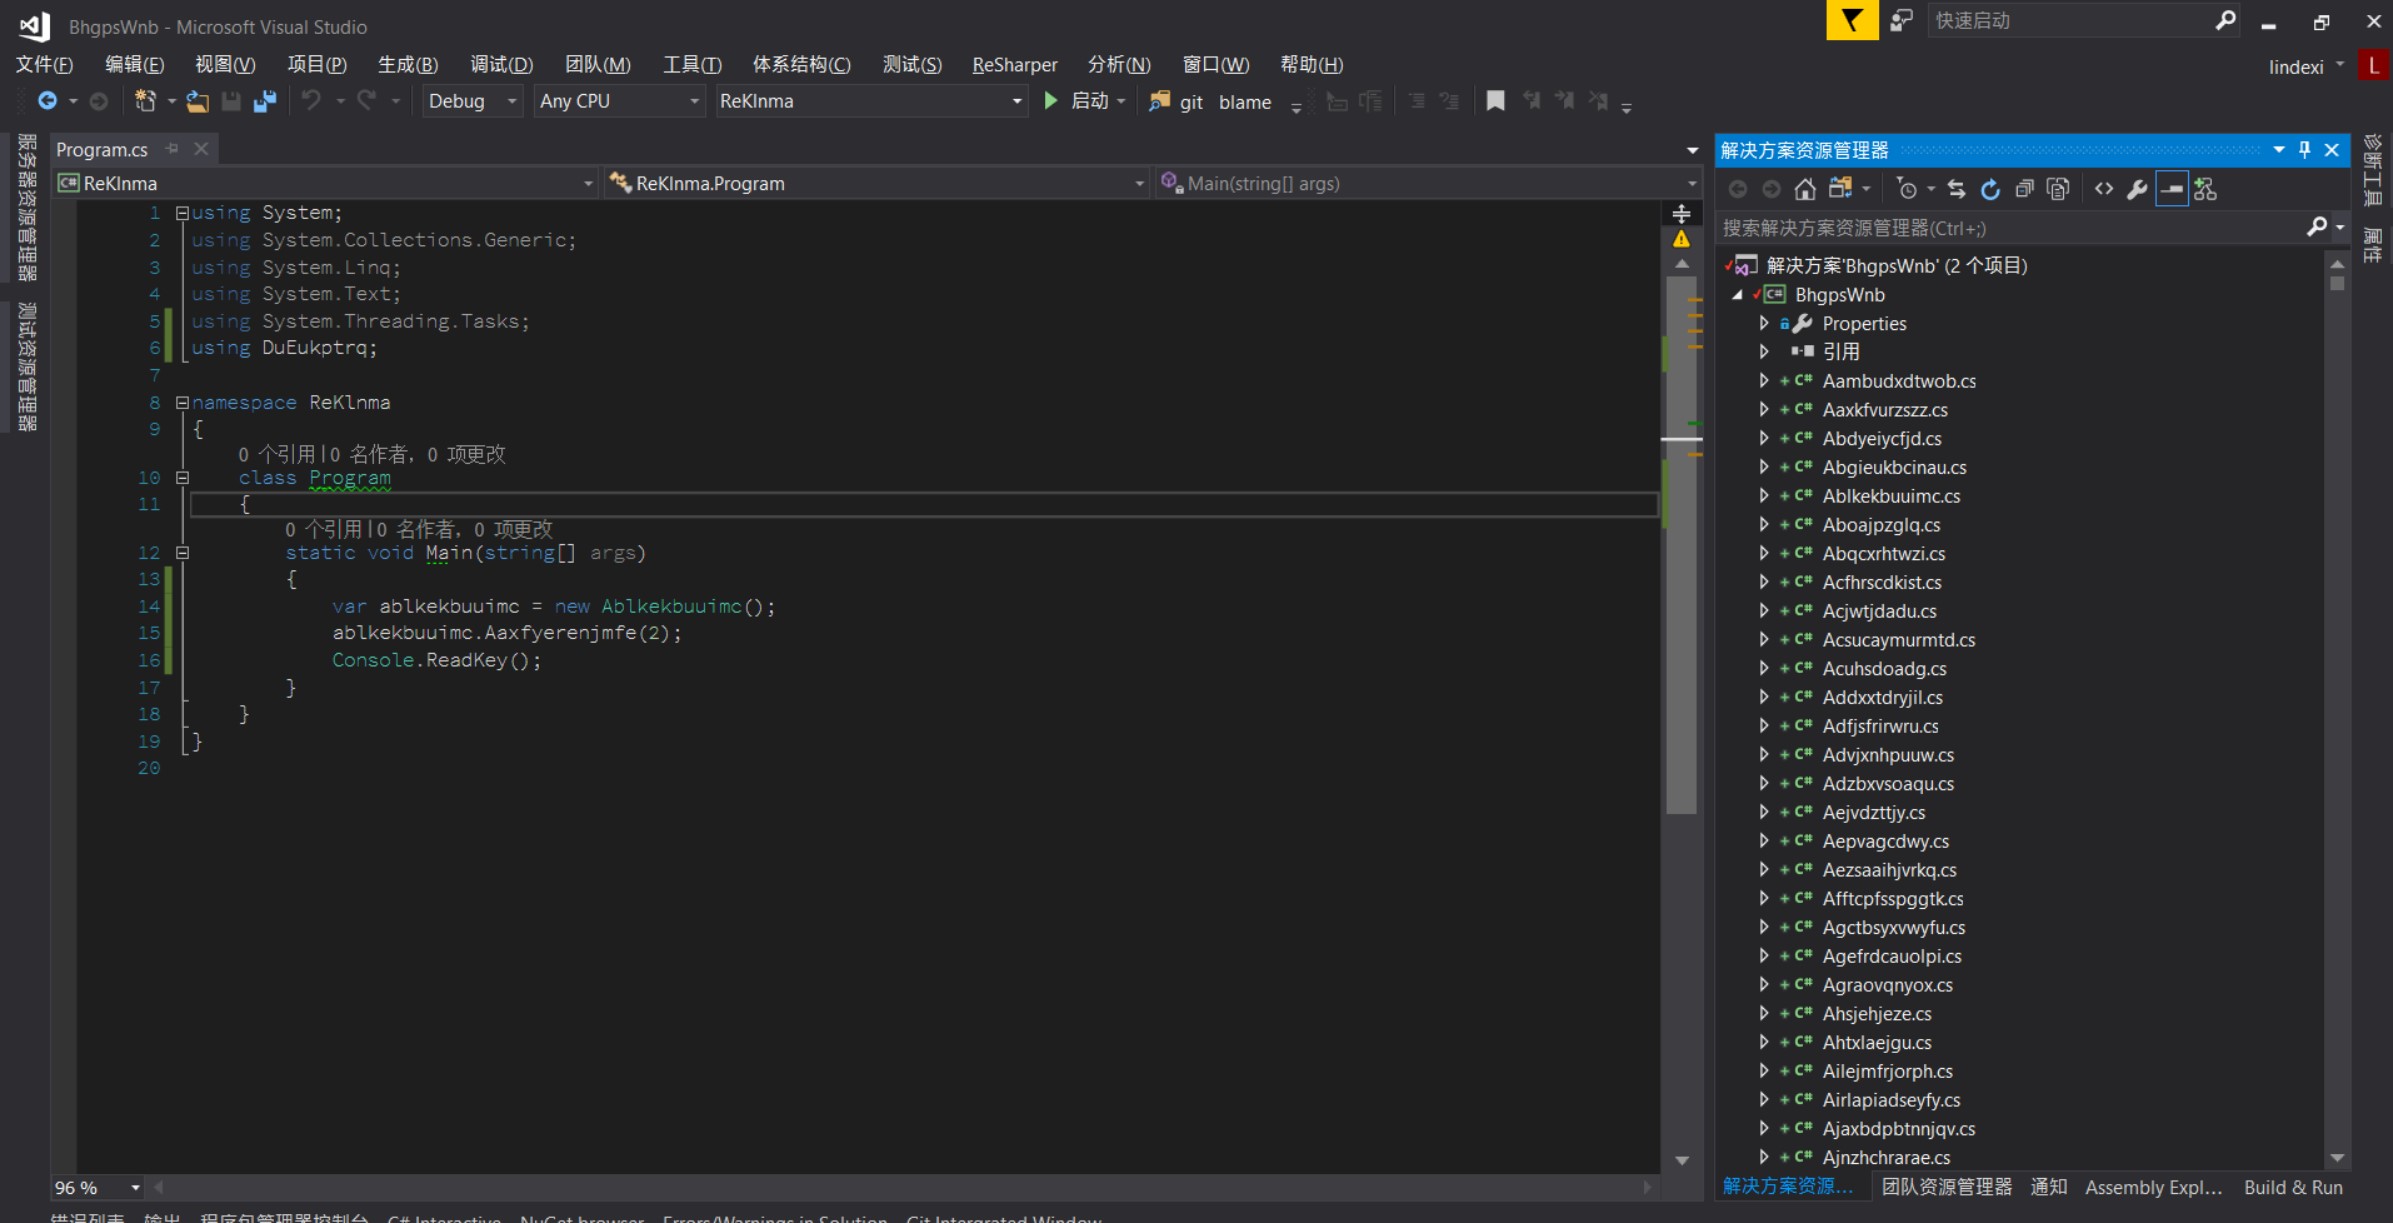 BhgpsWnb - Microsoft Visual Studio
快速启动
文件(F) 编辑(E) 视图(V) 项目(P) 生成(B) 调试(D) 团队(M) 工具(T) 体系结构(C) 测试(S) ReSharper 分析(N) 窗口(W) 帮助(H)
lindexi
L
Debug Any CPU ReKlnma 启动 git blame
服务器资源管理器
测试资源管理器
Program.cs
ReKlnma ReKlnma.Program Main(string[] args)
1 using System;
2 using System.Collections.Generic;
3 using System.Linq;
4 using System.Text;
5 using System.Threading.Tasks;
6 using DuEukptrq;
7
8 namespace ReKlnma
9 {
0 个引用|0 名作者，0 项更改
10 class Program
11 {
0 个引用|0 名作者，0 项更改
12 static void Main(string[] args)
13 {
14 var ablkekbuuimc = new Ablkekbuuimc();
15 ablkekbuuimc.Aaxfyerenjmfe(2);
16 Console.ReadKey();
17 }
18 }
19 }
20
96 %
解决方案资源管理器
搜索解决方案资源管理器(Ctrl+;)
解决方案'BhgpsWnb' (2 个项目)
BhgpsWnb
Properties
引用
Aambudxdtwob.cs
Aaxkfvurzszz.cs
Abdyeiycfjd.cs
Abgieukbcinau.cs
Ablkekbuuimc.cs
Aboajpzglq.cs
Abqcxrhtwzi.cs
Acfhrscdkist.cs
Acjwtjdadu.cs
Acsucaymurmtd.cs
Acuhsdoadg.cs
Addxxtdryjil.cs
Adfjsfrirwru.cs
Advjxnhpuuw.cs
Adzbxvsoaqu.cs
Aejvdzttjy.cs
Aepvagcdwy.cs
Aezsaaihjvrkq.cs
Afftcpfsspggtk.cs
Agctbsyxvwyfu.cs
Agefrdcauolpi.cs
Agraovqnyox.cs
Ahsjehjeze.cs
Ahtxlaejgu.cs
Ailejmfrjorph.cs
Airlapiadseyfy.cs
Ajaxbdpbtnnjqv.cs
Ajnzhchrarae.cs
解决方案资源... 团队资源管理器 通知 Assembly Expl... Build & Run
诊断工具
属性
错误列表 输出 程序包管理器控制台 C# Interactive NuGet browser Errors/Warnings in Solution Git Intergrated Window